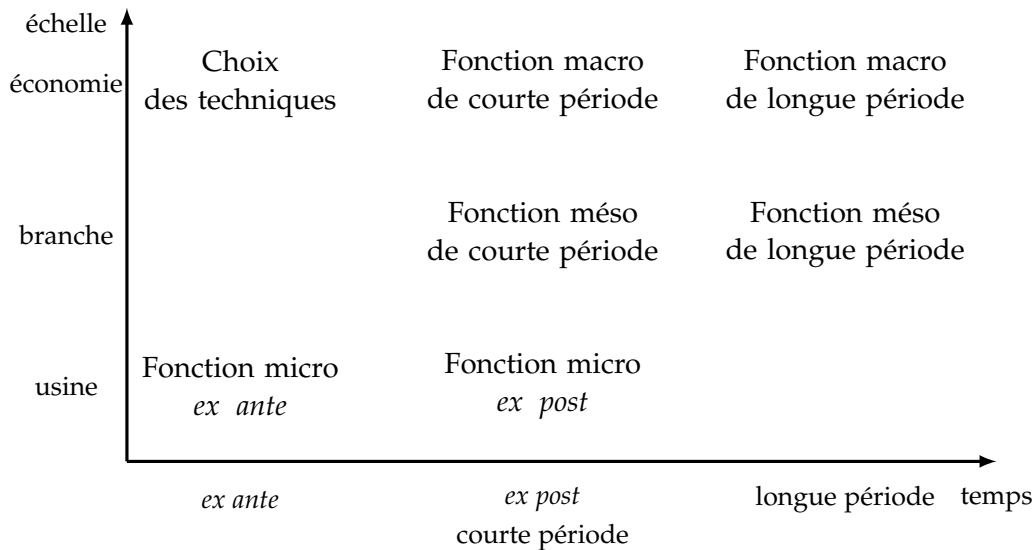 échelle
économie
Choix
des techniques
Fonction macro
de courte période
Fonction macro
de longue période
branche
Fonction méso
de courte période
Fonction méso
de longue période
usine
Fonction micro
ex ante
Fonction micro
ex post
ex ante
ex post
courte période
longue période
temps